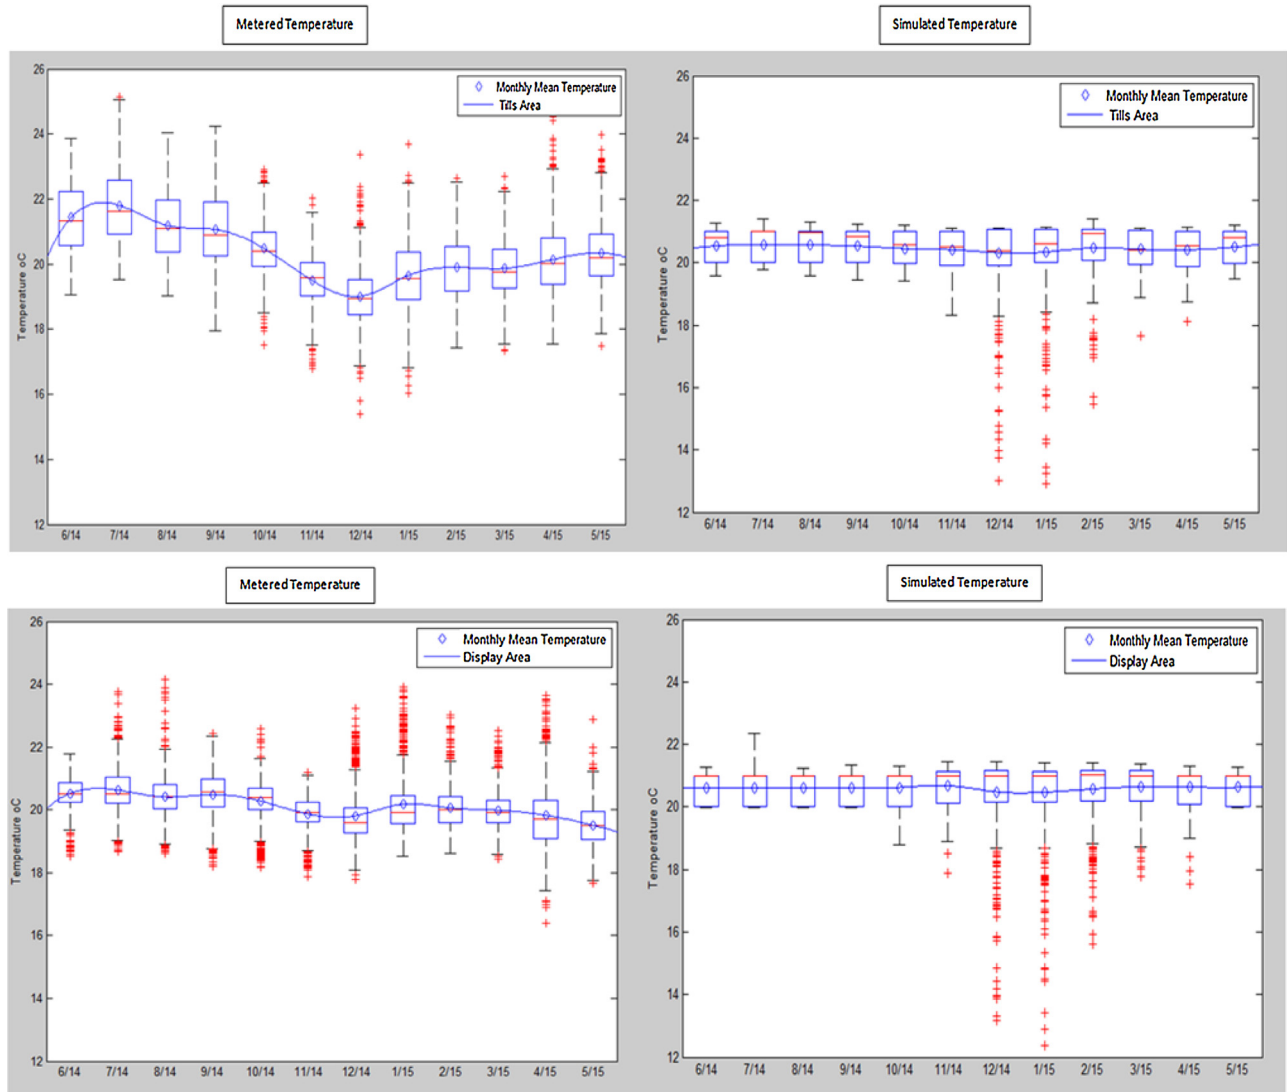 Metered Temperature
Simulated Temperature
26
24
22
20
18
16
14
12
Temperature oC
Monthly Mean Temperature
Tills Area
6/14 7/14 8/14 9/14 10/14 11/14 12/14 1/15 2/15 3/15 4/15 5/15
26
24
22
20
18
16
14
12
Temperature oC
Monthly Mean Temperature
Tills Area
6/14 7/14 8/14 9/14 10/14 11/14 12/14 1/15 2/15 3/15 4/15 5/15
Metered Temperature
Simulated Temperature
26
24
22
20
18
16
14
12
Temperature oC
Monthly Mean Temperature
Display Area
6/14 7/14 8/14 9/14 10/14 11/14 12/14 1/15 2/15 3/15 4/15 5/15
26
24
22
20
18
16
14
12
Temperature oC
Monthly Mean Temperature
Display Area
6/14 7/14 8/14 9/14 10/14 11/14 12/14 1/15 2/15 3/15 4/15 5/15